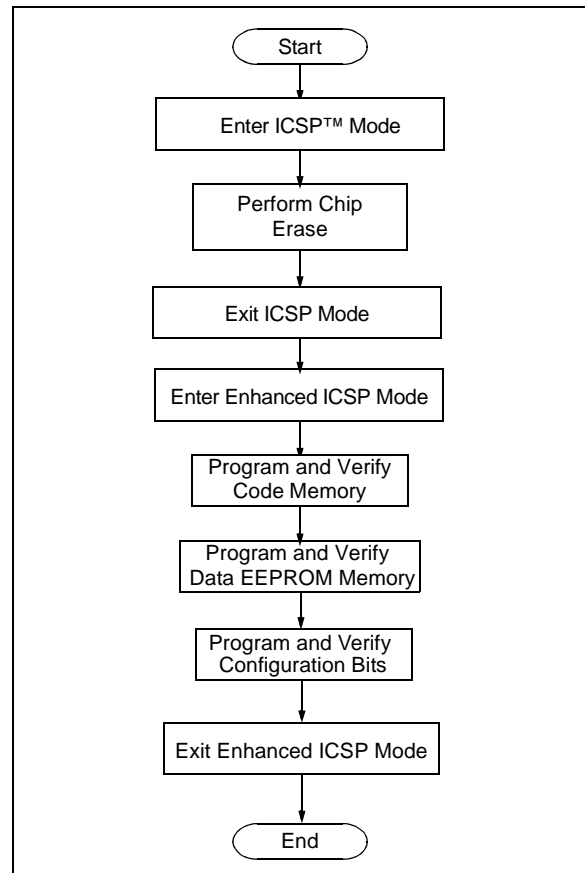 Start
Enter ICSP™ Mode
Perform Chip
Erase
Exit ICSP Mode
Enter Enhanced ICSP Mode
Program and Verify
Code Memory
Program and Verify
Data EEPROM Memory
Program and Verify
Configuration Bits
Exit Enhanced ICSP Mode
End